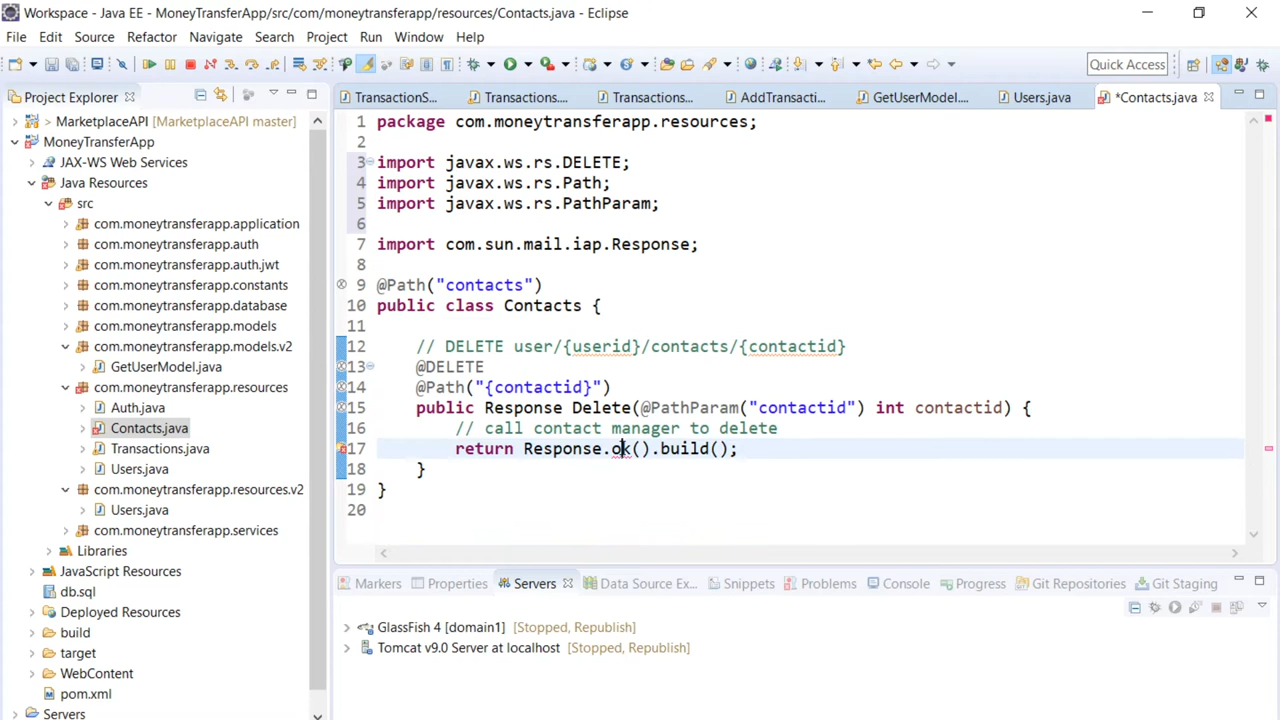 Workspace - Java EE - MoneyTransferApp/src/com/moneytransferapp/resources/Contacts.java - Eclipse
File Edit Source Refactor Navigate Search Project Run Window Help
Quick Access
Project Explorer
TransactionS... Transactions.... Transactions... AddTransacti... GetUserModel.... Users.java *Contacts.java
> MarketplaceAPI [MarketplaceAPI master]
MoneyTransferApp
JAX-WS Web Services
Java Resources
src
com.moneytransferapp.application
com.moneytransferapp.auth
com.moneytransferapp.auth.jwt
com.moneytransferapp.constants
com.moneytransferapp.database
com.moneytransferapp.models
com.moneytransferapp.models.v2
GetUserModel.java
com.moneytransferapp.resources
Auth.java
Contacts.java
Transactions.java
Users.java
com.moneytransferapp.resources.v2
Users.java
com.moneytransferapp.services
Libraries
JavaScript Resources
db.sql
Deployed Resources
build
target
WebContent
pom.xml
Servers
1 package com.moneytransferapp.resources;
2
3 import javax.ws.rs.DELETE;
4 import javax.ws.rs.Path;
5 import javax.ws.rs.PathParam;
6
7 import com.sun.mail.iap.Response;
8
9 @Path("contacts")
10 public class Contacts {
11
12 // DELETE user/{userid}/contacts/{contactid}
13 @DELETE
14 @Path("{contactid}")
15 public Response Delete(@PathParam("contactid") int contactid) {
16 // call contact manager to delete
17 return Response.ok().build();
18 }
19 }
20
Markers Properties Servers Data Source Ex... Snippets Problems Console Progress Git Repositories Git Staging
GlassFish 4 [domain1] [Stopped, Republish]
Tomcat v9.0 Server at localhost [Stopped, Republish]